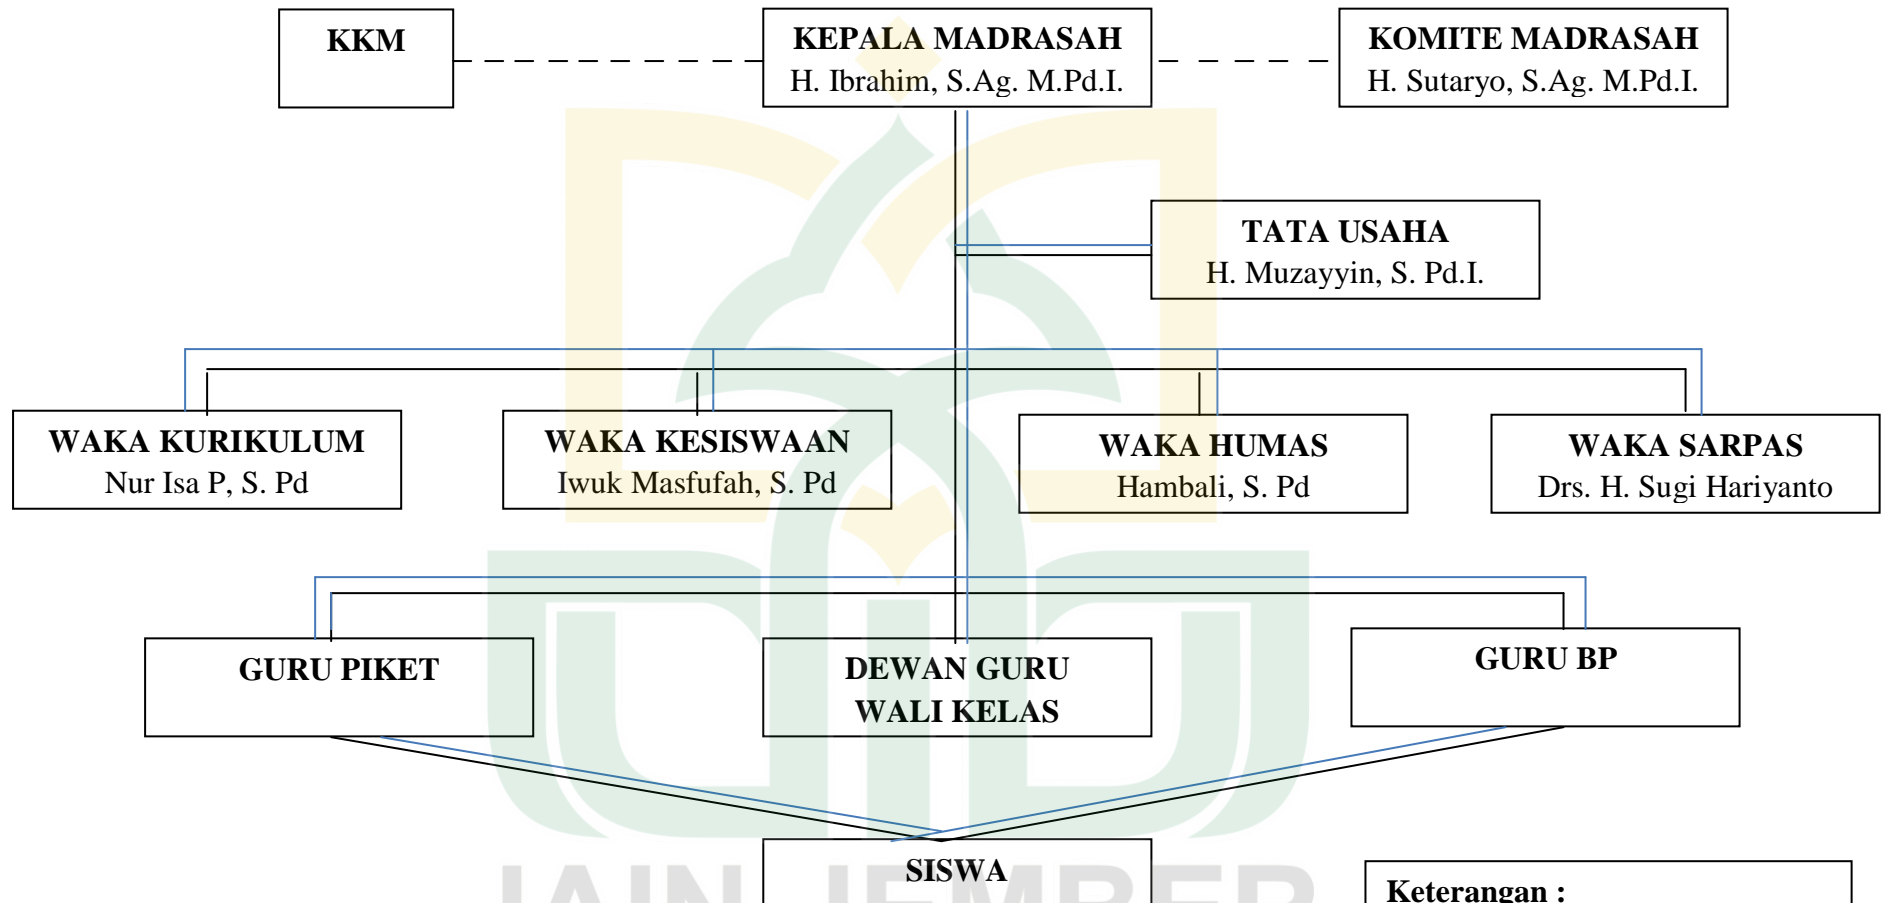 KKM
KEPALA MADRASAH
H. Ibrahim, S.Ag. M.Pd.I.
KOMITE MADRASAH
H. Sutaryo, S.Ag. M.Pd.I.
TATA USAHA
H. Muzayyin, S. Pd.I.
WAKA KURIKULUM
Nur Isa P, S. Pd
WAKA KESISWAAN
Iwuk Masfufah, S. Pd
WAKA HUMAS
Hambali, S. Pd
WAKA SARPAS
Drs. H. Sugi Hariyanto
GURU PIKET
DEWAN GURU
WALI KELAS
GURU BP
SISWA
IAIN JEMBER
Keterangan :